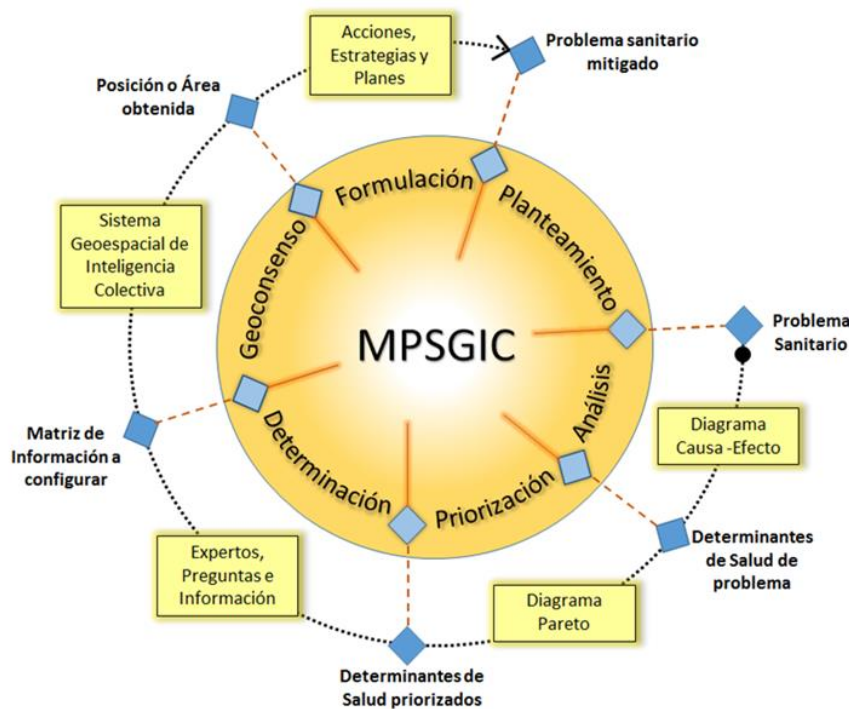 Acciones,
Estrategias y
Planes
Problema sanitario
mitigado
Posición o Área
obtenida
Formulación
Planteamiento
Sistema
Geoespacial de
Inteligencia
Colectiva
Geoconsenso
MPSGIC
Problema
Sanitario
Análisis
Diagrama
Causa -Efecto
Matriz de
Información a
configurar
Determinación
Priorización
Determinantes
de Salud de
problema
Expertos,
Preguntas e
Información
Diagrama
Pareto
Determinantes de
Salud priorizados